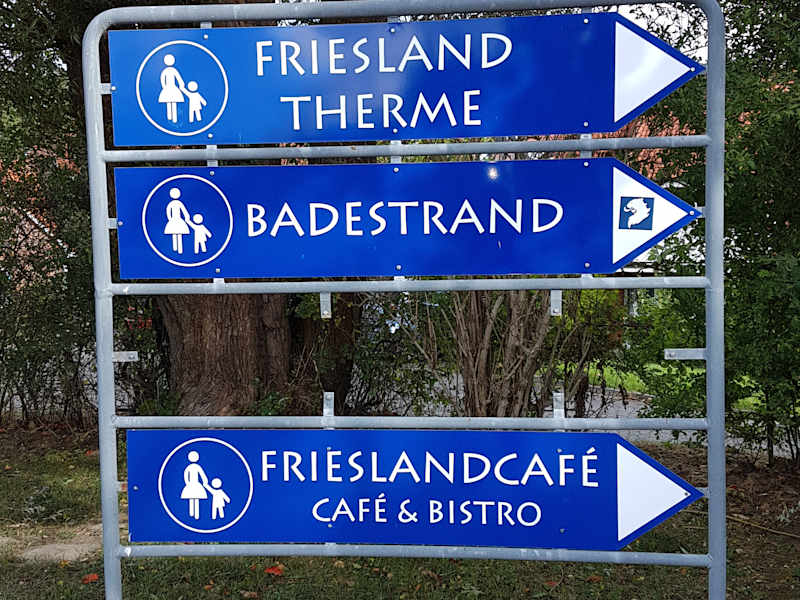 FRIESLAND
THERME
BADESTRAND
FRIESLANDCAFÉ
CAFÉ & BISTRO